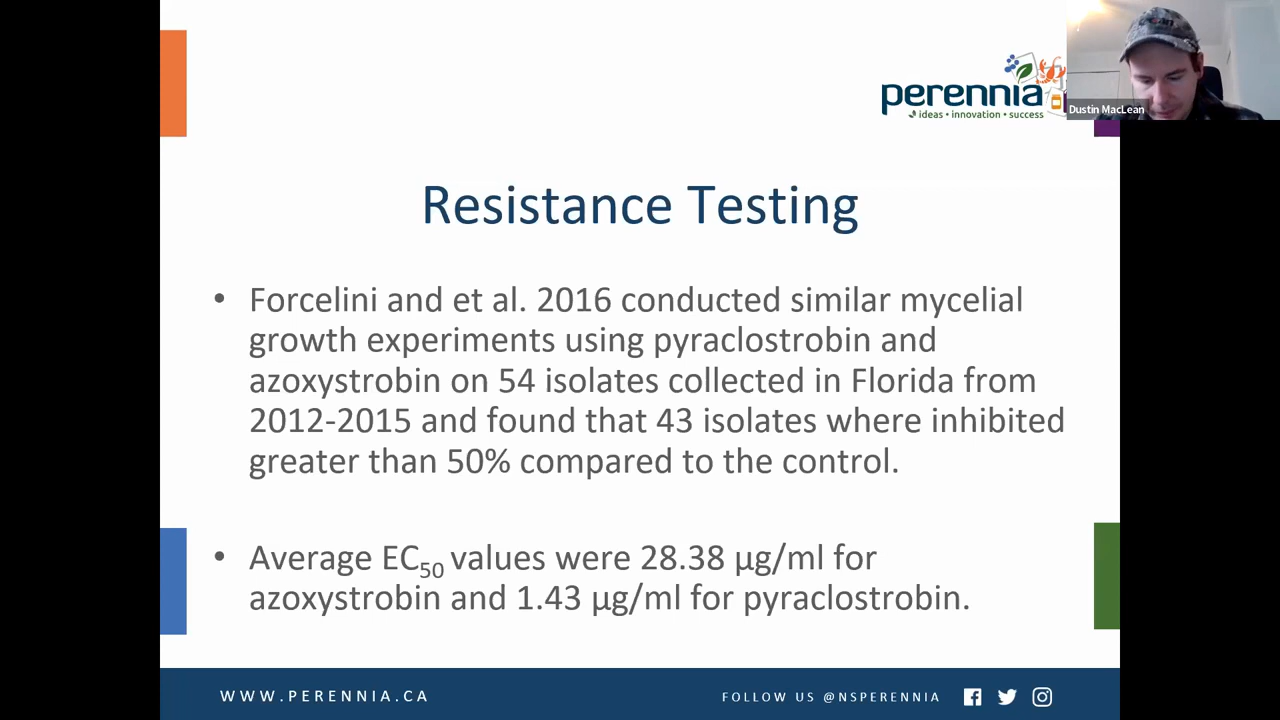 perennia
ideas • innovation • success
Dustin MacLean
Resistance Testing
• Forcelini and et al. 2016 conducted similar mycelial
growth experiments using pyraclostrobin and
azoxystrobin on 54 isolates collected in Florida from
2012-2015 and found that 43 isolates where inhibited
greater than 50% compared to the control.
• Average EC50 values were 28.38 µg/ml for
azoxystrobin and 1.43 µg/ml for pyraclostrobin.
WWW.PERENNIA.CA
FOLLOW US @NSPERENNIA